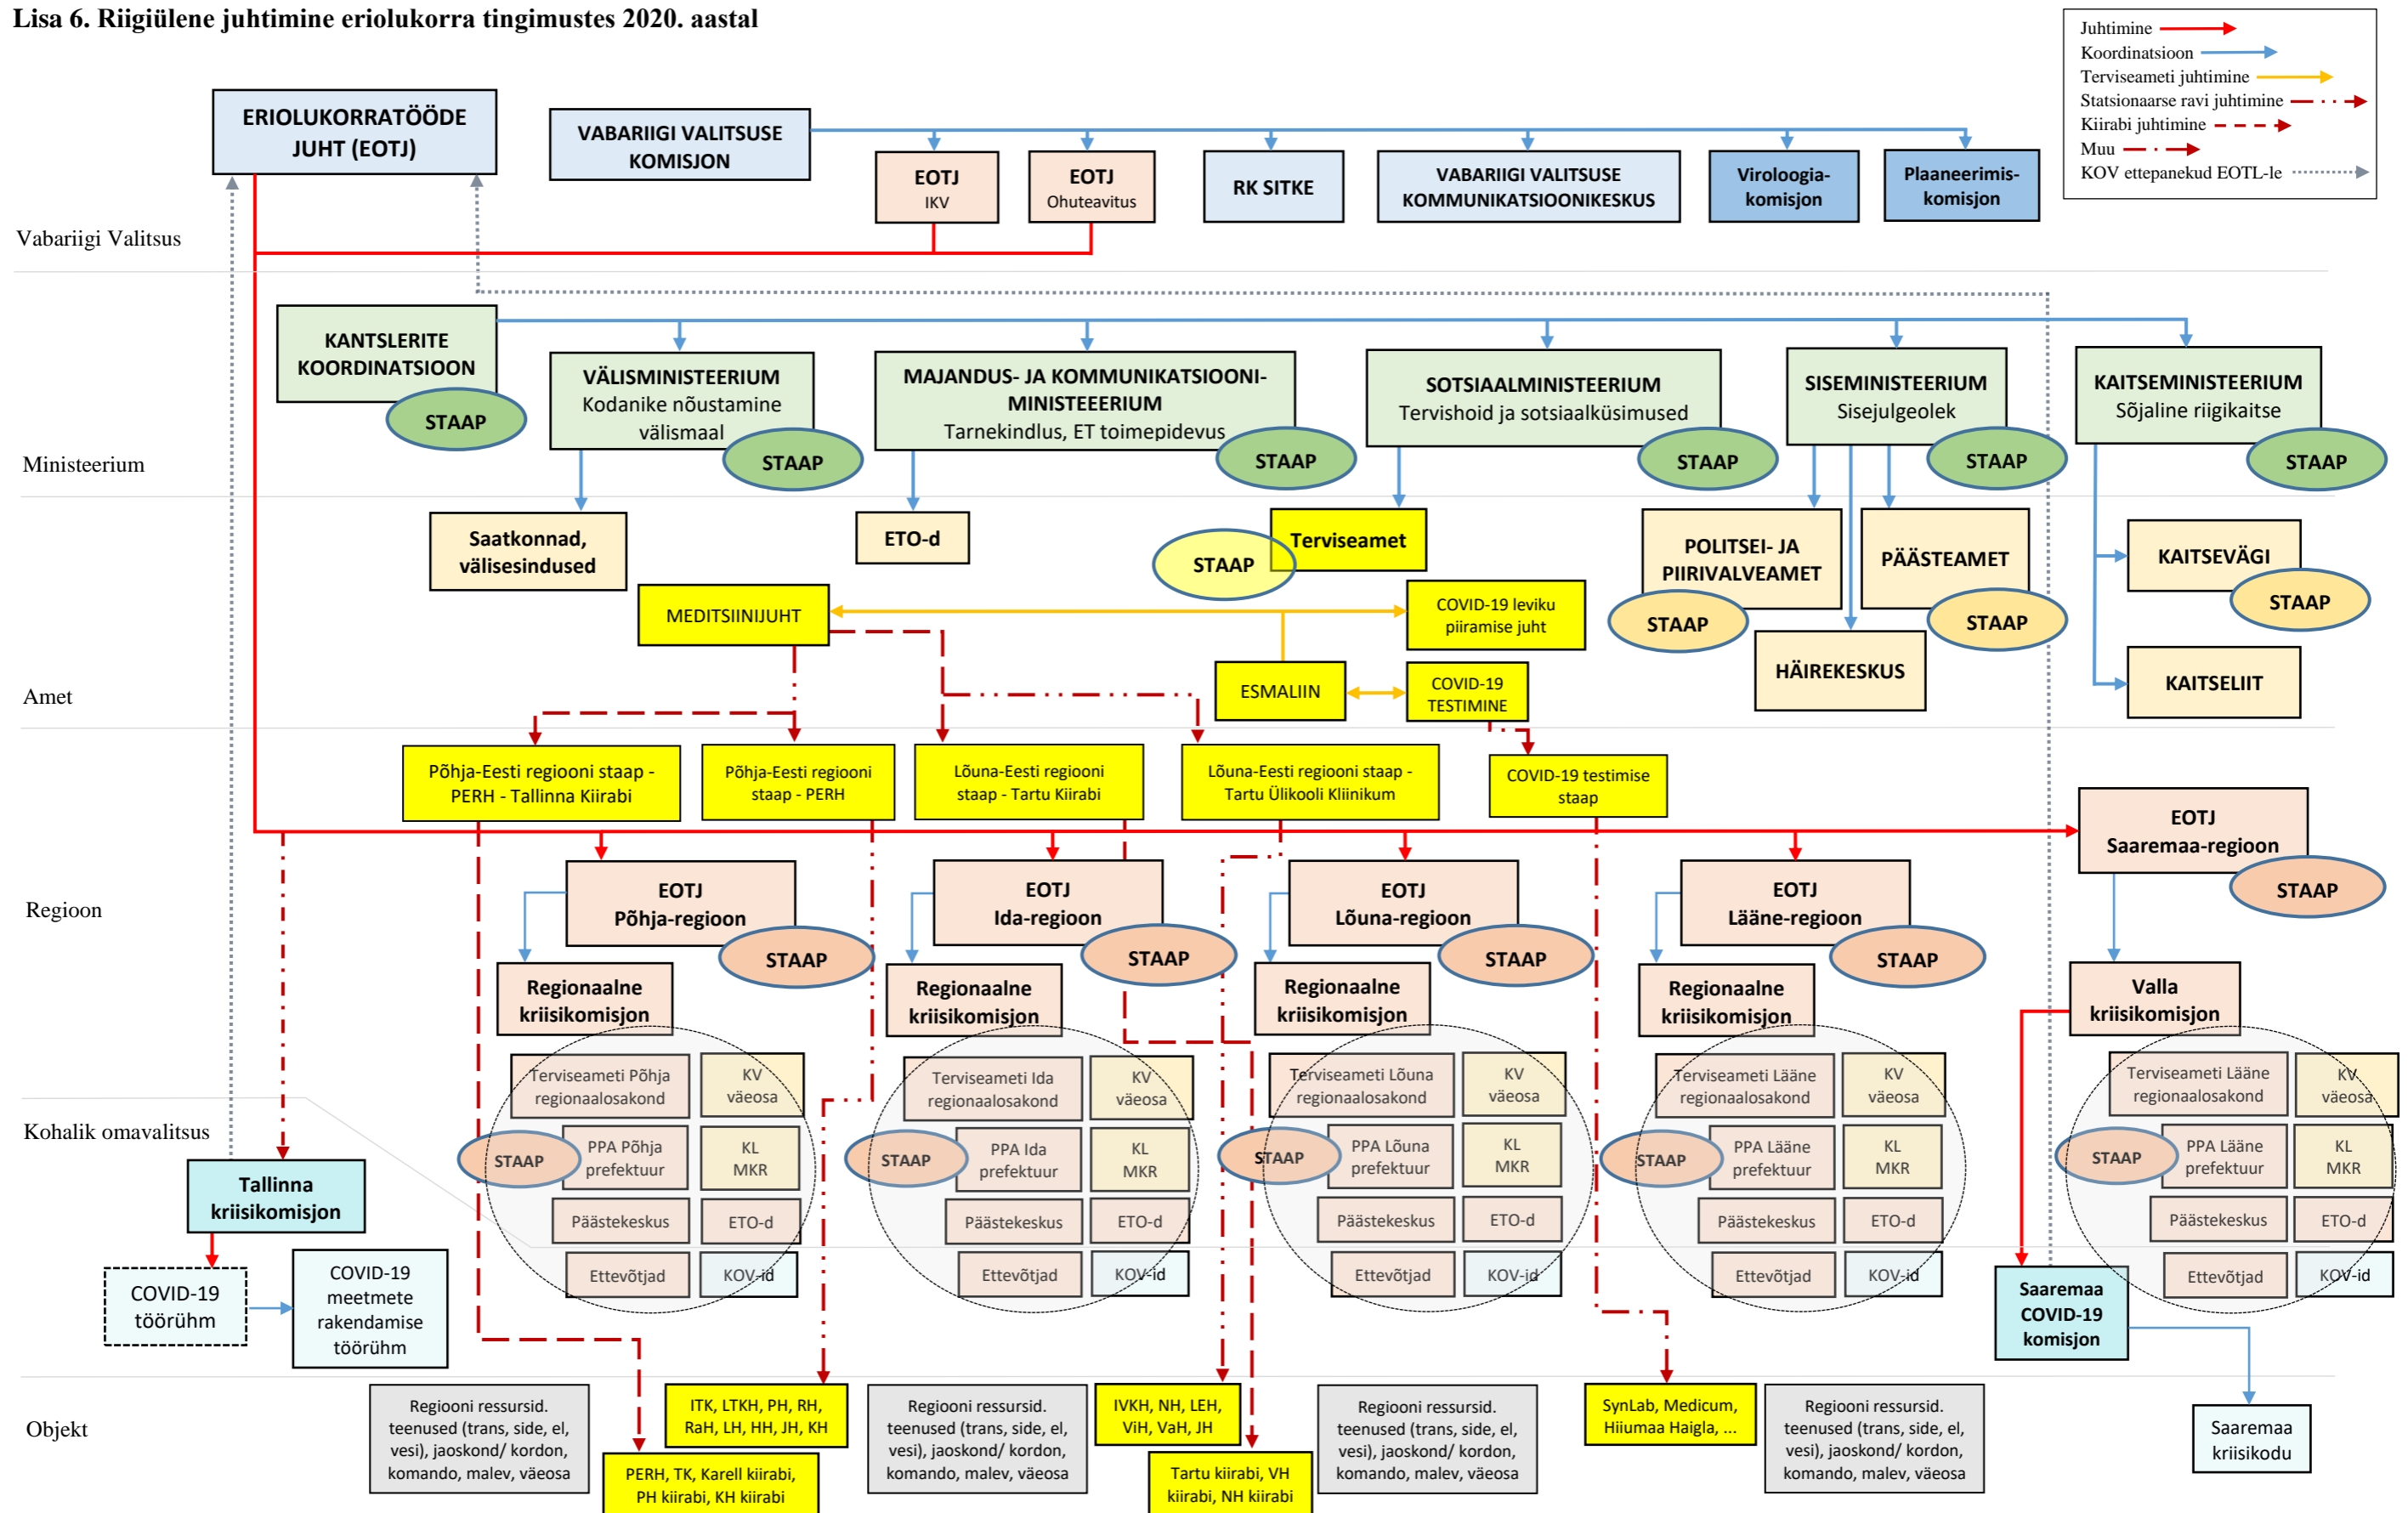 Lisa 6. Riigiülene juhtimine eriolukorra tingimustes 2020. aastal
Juhtimine
Koordinatsioon
Terviseameti juhtimine
Statsionaarse ravi juhtimine
Kiirabi juhtimine
Muu
KOV ettepanekud EOTL-le
ERIOLUKORRATÖÖDE
JUHT (EOTJ)
VABARIIGI VALITSUSE
KOMISJON
EOTJ
IKV
EOTJ
Ohuteavitus
RK SITKE
VABARIIGI VALITSUSE
KOMMUNIKATSIOONIKESKUS
Viroloogia-
komisjon
Plaaneerimis-
komisjon
Vabariigi Valitsus
KANTSLERITE
KOORDINATSIOON
STAAP
VÄLISMINISTEERIUM
Kodanike nõustamine
välismaal
STAAP
MAJANDUS- JA KOMMUNIKATSIOONI-
MINISTEEERIUM
Tarnekindlus, ET toimepidevus
STAAP
SOTSIAALMINISTEERIUM
Tervishoid ja sotsiaalküsimused
STAAP
SISEMINISTEERIUM
Sisejulgeolek
STAAP
KAITSEMINISTEERIUM
Sõjaline riigikaitse
STAAP
Ministeerium
Saatkonnad,
välisesindused
ETO-d
STAAP
Terviseamet
POLITSEI- JA
PIIRIVALVEAMET
STAAP
PÄÄSTEAMET
STAAP
HÄIREKESKUS
KAITSEVÄGI
STAAP
KAITSELIIT
MEDITSIINIJUHT
COVID-19 leviku
piiramise juht
ESMALIIN
COVID-19
TESTIMINE
Amet
Põhja-Eesti regiooni staap -
PERH - Tallinna Kiirabi
Põhja-Eesti regiooni
staap - PERH
Lõuna-Eesti regiooni
staap - Tartu Kiirabi
Lõuna-Eesti regiooni staap -
Tartu Ülikooli Kliinikum
COVID-19 testimise
staap
EOTJ
Saaremaa-regioon
STAAP
EOTJ
Põhja-regioon
STAAP
EOTJ
Ida-regioon
STAAP
EOTJ
Lõuna-regioon
STAAP
EOTJ
Lääne-regioon
STAAP
Regioon
Regionaalne
kriisikomisjon
Regionaalne
kriisikomisjon
Regionaalne
kriisikomisjon
Regionaalne
kriisikomisjon
Valla
kriisikomisjon
Terviseameti Põhja
regionaalosakond
KV
väeosa
STAAP
PPA Põhja
prefektuur
KL
MKR
Päästekeskus
ETO-d
Ettevõtjad
KOV-id
Terviseameti Ida
regionaalosakond
KV
väeosa
STAAP
PPA Ida
prefektuur
KL
MKR
Päästekeskus
ETO-d
Ettevõtjad
KOV-id
Terviseameti Lõuna
regionaalosakond
KV
väeosa
STAAP
PPA Lõuna
prefektuur
KL
MKR
Päästekeskus
ETO-d
Ettevõtjad
KOV-id
Terviseameti Lääne
regionaalosakond
KV
väeosa
STAAP
PPA Lääne
prefektuur
KL
MKR
Päästekeskus
ETO-d
Ettevõtjad
KOV-id
Terviseameti Lääne
regionaalosakond
KV
väeosa
STAAP
PPA Lääne
prefektuur
KL
MKR
Päästekeskus
ETO-d
Ettevõtjad
KOV-id
Kohalik omavalitsus
Tallinna
kriisikomisjon
COVID-19
töörühm
COVID-19
meetmete
rakendamise
töörühm
Saaremaa
COVID-19
komisjon
Objekt
Regiooni ressursid.
teenused (trans, side, el,
vesi), jaoskond/ kordon,
komando, malev, väeosa
ITK, LTKH, PH, RH,
RaH, LH, HH, JH, KH
PERH, TK, Karell kiirabi,
PH kiirabi, KH kiirabi
Regiooni ressursid.
teenused (trans, side, el,
vesi), jaoskond/ kordon,
komando, malev, väeosa
IVKH, NH, LEH,
ViH, VaH, JH
Tartu kiirabi, VH
kiirabi, NH kiirabi
Regiooni ressursid.
teenused (trans, side, el,
vesi), jaoskond/ kordon,
komando, malev, väeosa
SynLab, Medicum,
Hiiumaa Haigla, ...
Regiooni ressursid.
teenused (trans, side, el,
vesi), jaoskond/ kordon,
komando, malev, väeosa
Saaremaa
kriisikodu